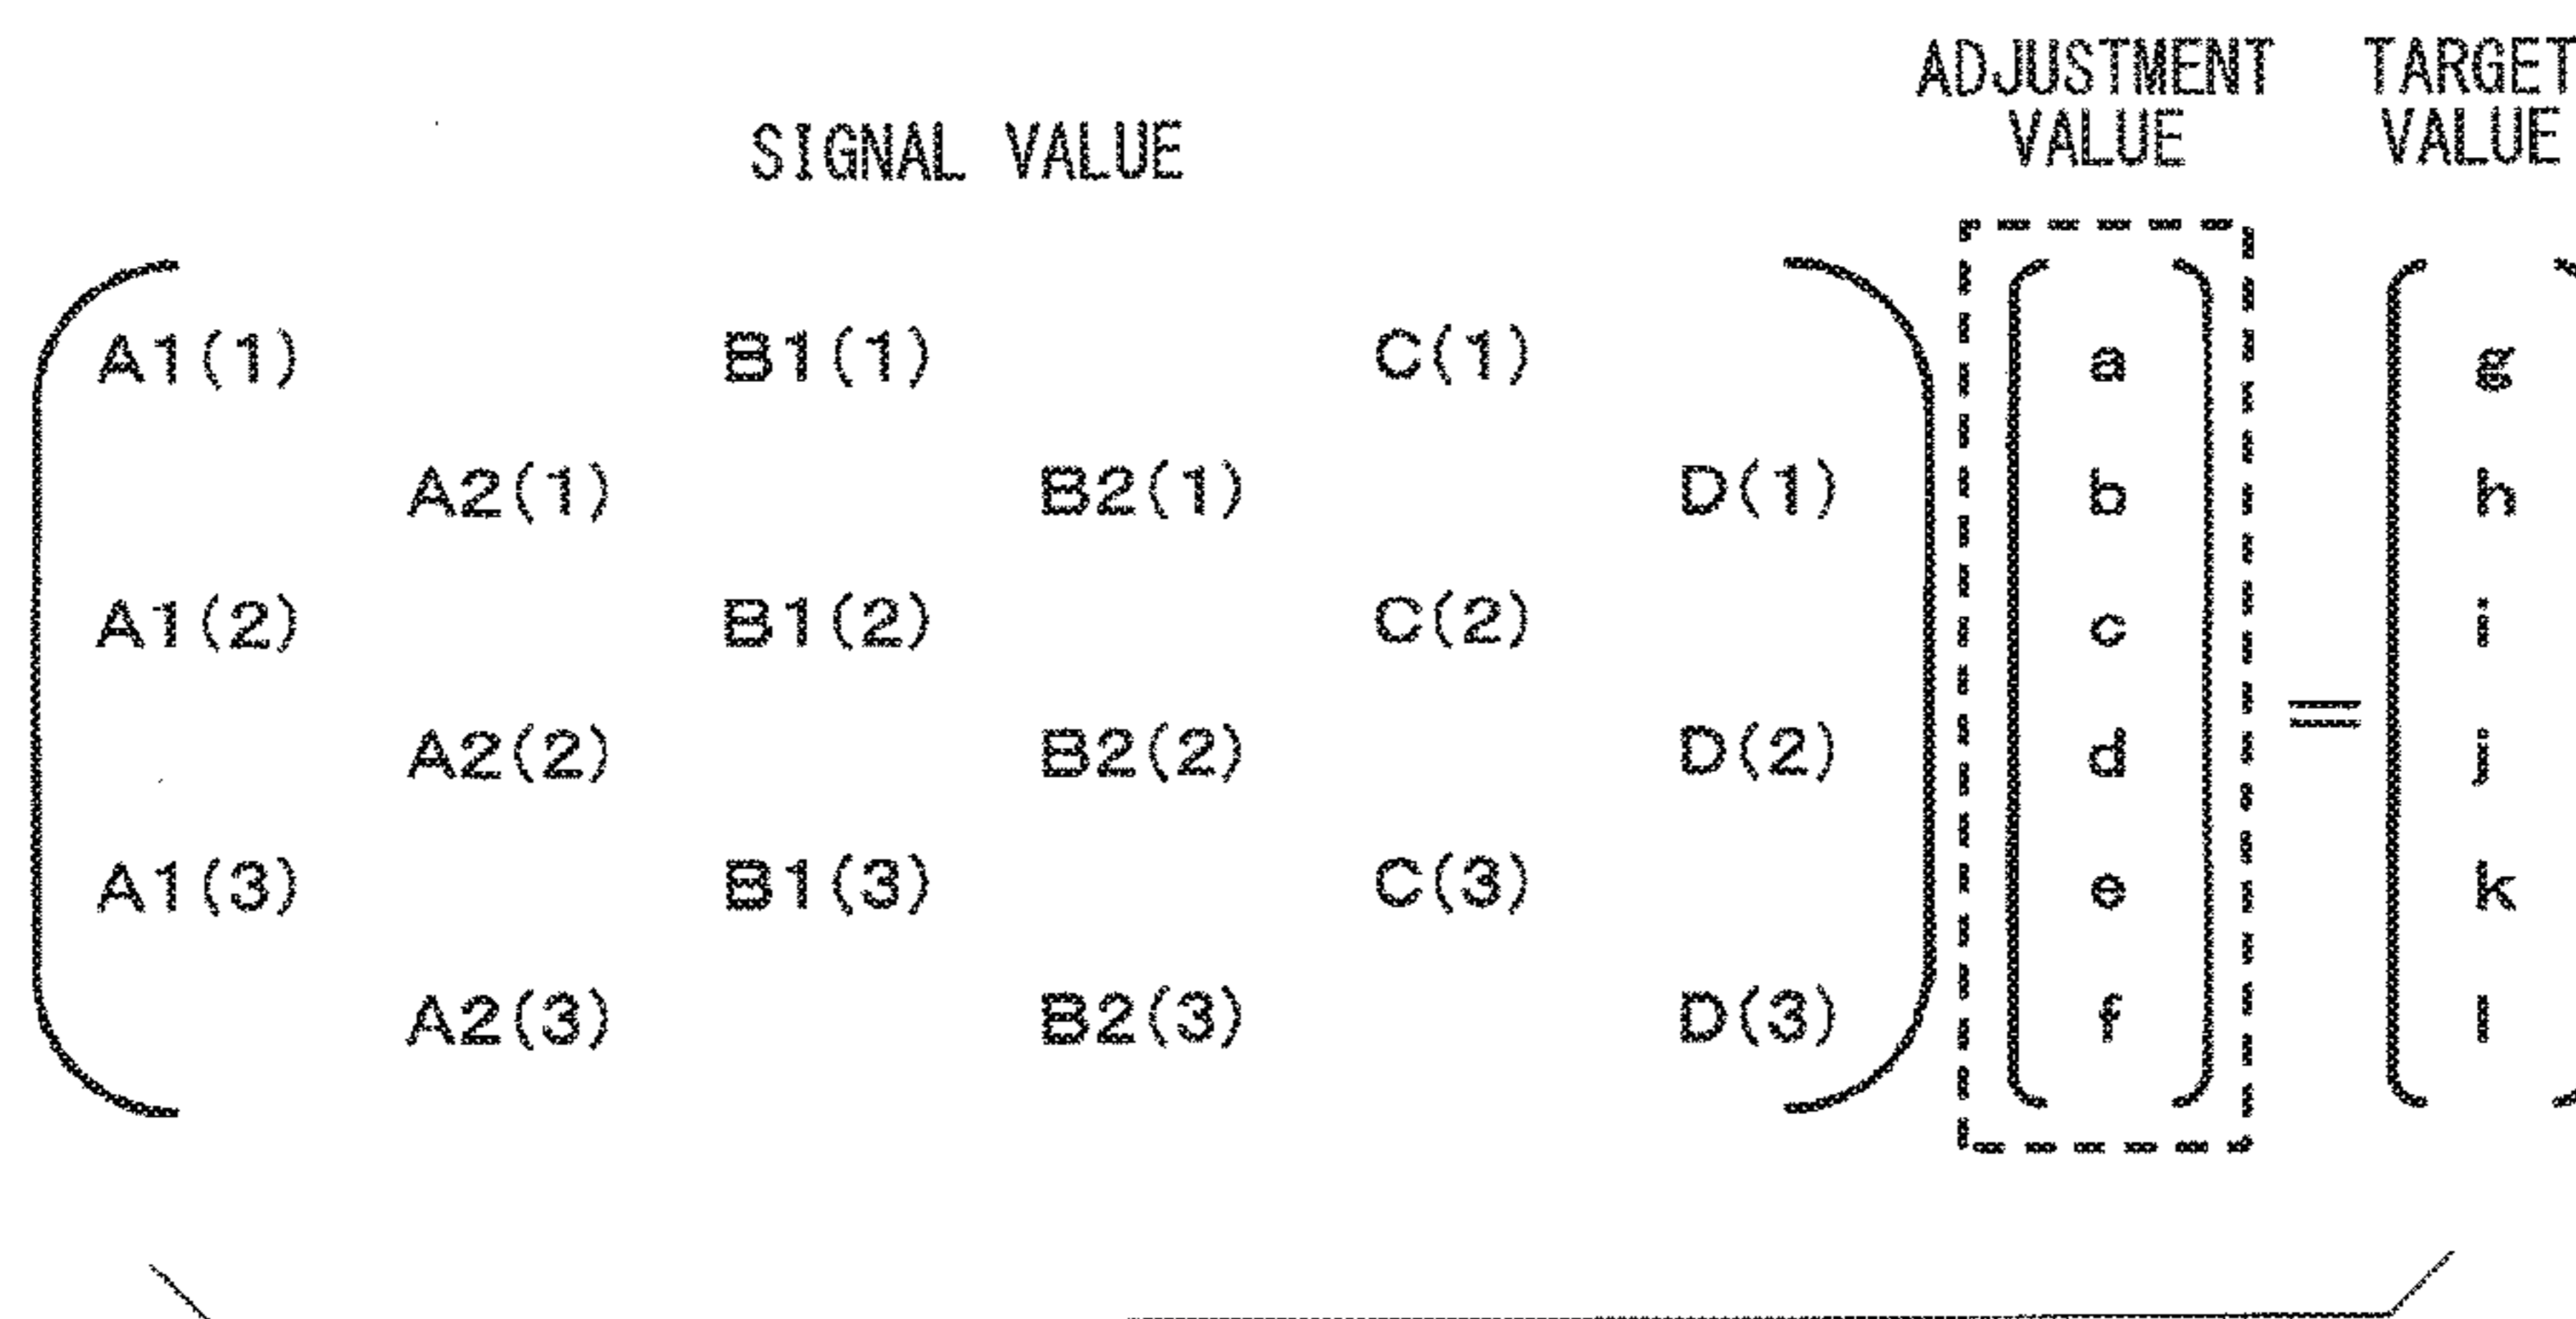 ADJUSTMENT TARGET
SIGNAL VALUE VALUE VALUE
A1(1) B1(1) C(1) a g
A2(1) B2(1) D(1) b h
A1(2) B1(2) C(2) c i
A2(2) B2(2) D(2) d = j
A1(3) B1(3) C(3) e k
A2(3) B2(3) D(3) f l